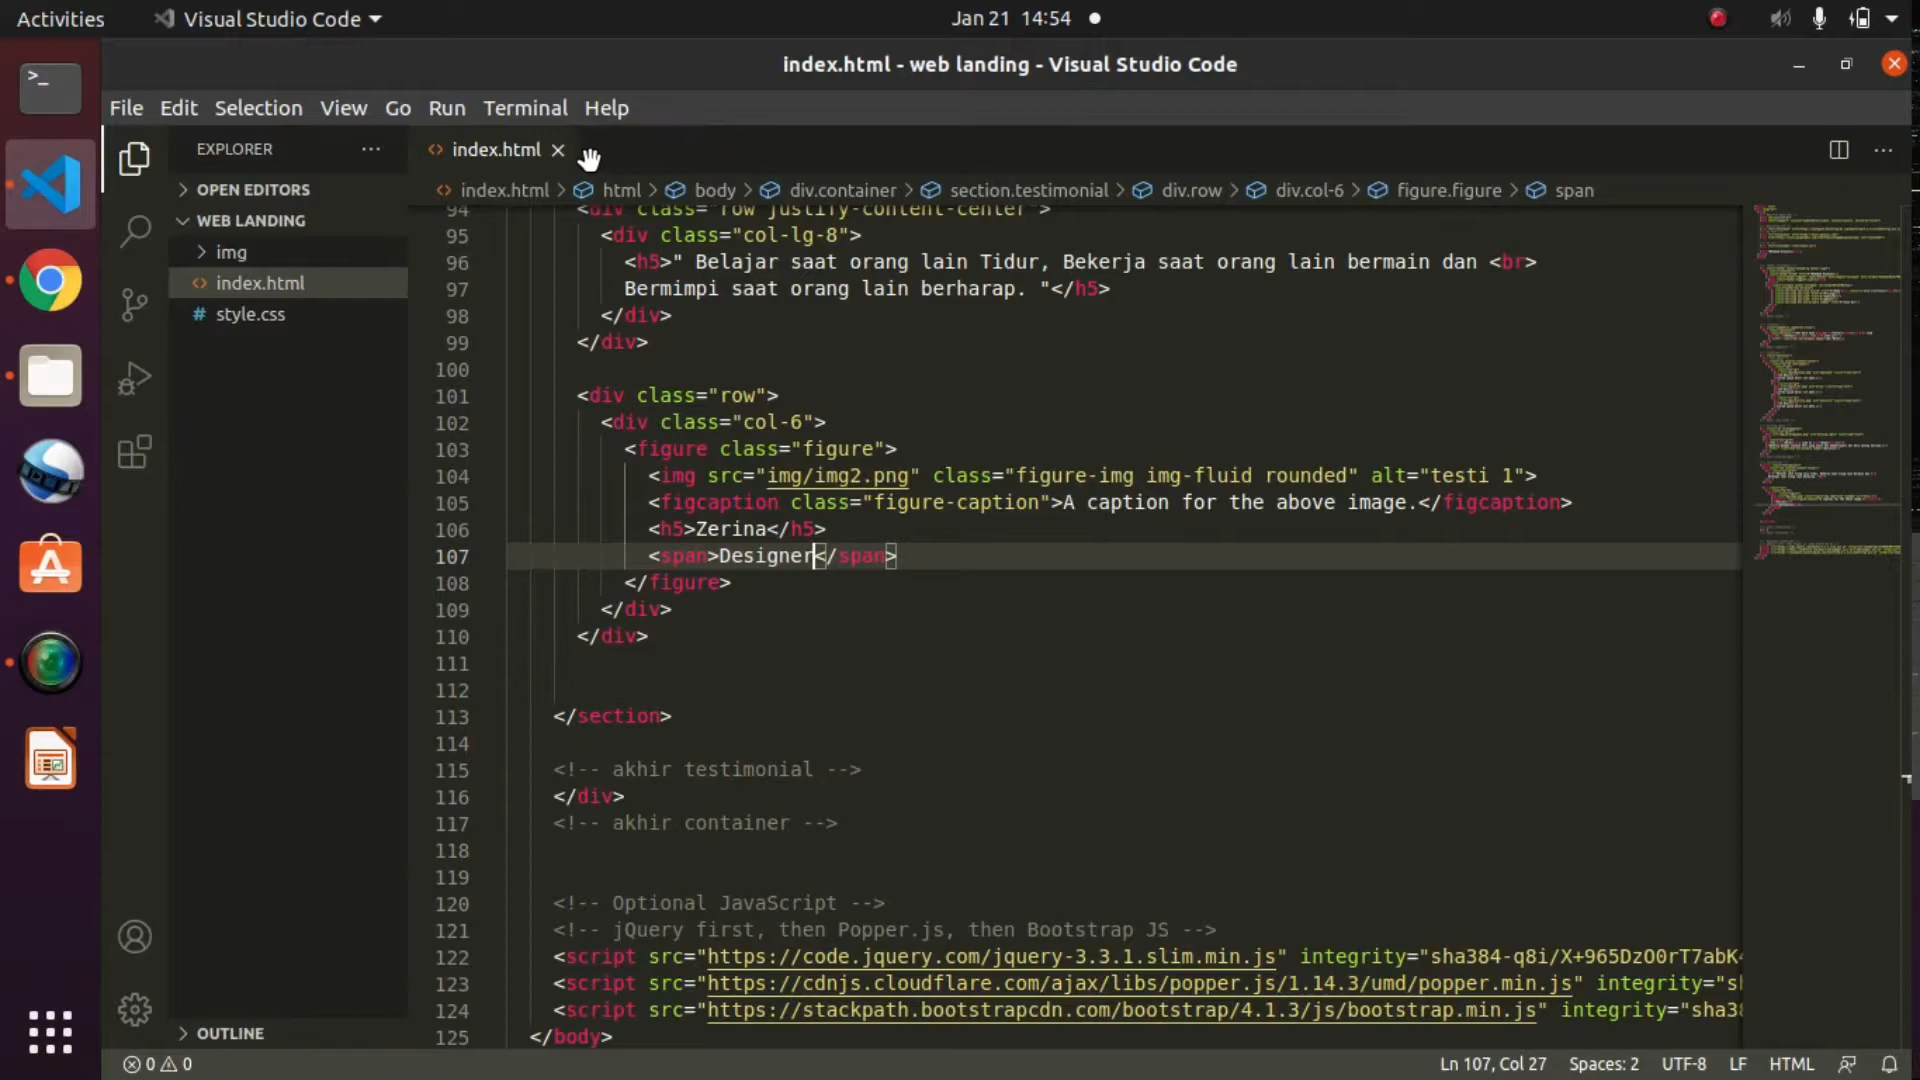 Activities
Visual Studio Code
Jan 21 14:54
index.html - web landing - Visual Studio Code
File Edit Selection View Go Run Terminal Help
EXPLORER
OPEN EDITORS
WEB LANDING
img
index.html
style.css
OUTLINE
index.html
index.html > html > body > div.container > section.testimonial > div.row > div.col-6 > figure.figure > span
94 <div class="row justify-content-center">
95 <div class="col-lg-8">
96 <h5>" Belajar saat orang lain Tidur, Bekerja saat orang lain bermain dan <br>
97 Bermimpi saat orang lain berharap. "</h5>
98 </div>
99 </div>
100
101 <div class="row">
102 <div class="col-6">
103 <figure class="figure">
104 <img src="img/img2.png" class="figure-img img-fluid rounded" alt="testi 1">
105 <figcaption class="figure-caption">A caption for the above image.</figcaption>
106 <h5>Zerina</h5>
107 <span>Designer</span>
108 </figure>
109 </div>
110 </div>
111
112
113 </section>
114
115 <!-- akhir testimonial -->
116 </div>
117 <!-- akhir container -->
118
119
120 <!-- Optional JavaScript -->
121 <!-- jQuery first, then Popper.js, then Bootstrap JS -->
122 <script src="https://code.jquery.com/jquery-3.3.1.slim.min.js" integrity="sha384-q8i/X+965DzO0rT7abK
123 <script src="https://cdnjs.cloudflare.com/ajax/libs/popper.js/1.14.3/umd/popper.min.js" integrity="s
124 <script src="https://stackpath.bootstrapcdn.com/bootstrap/4.1.3/js/bootstrap.min.js" integrity="sha3
125 </body>
0 0
Ln 107, Col 27 Spaces: 2 UTF-8 LF HTML